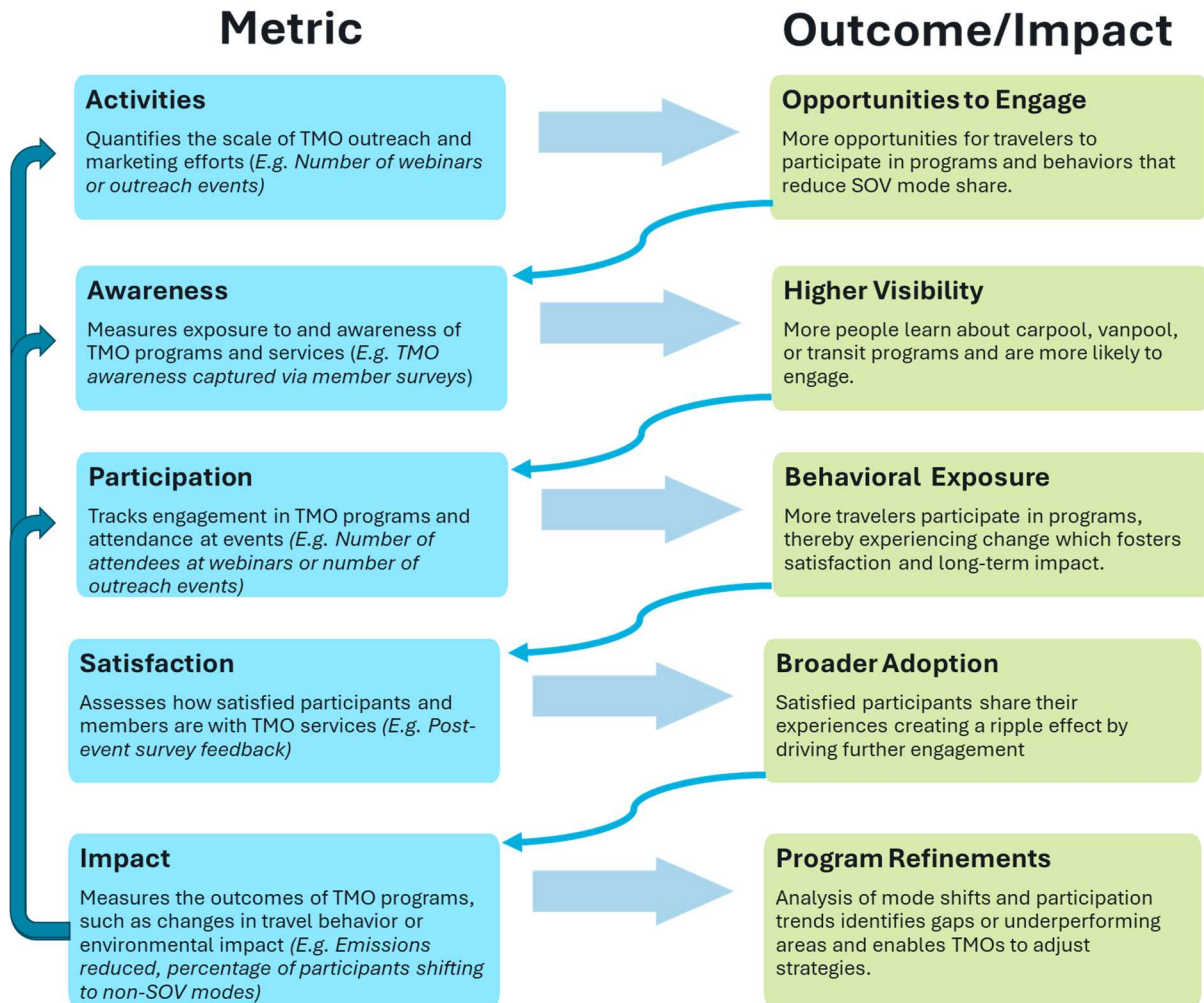 Metric
Outcome/Impact
Activities
Quantifies the scale of TMO outreach and
marketing efforts (E.g. Number of webinars
or outreach events)
Opportunities to Engage
More opportunities for travelers to
participate in programs and behaviors that
reduce SOV mode share.
Awareness
Measures exposure to and awareness of
TMO programs and services (E.g. TMO
awareness captured via member surveys)
Higher Visibility
More people learn about carpool, vanpool,
or transit programs and are more likely to
engage.
Participation
Tracks engagement in TMO programs and
attendance at events (E.g. Number of
attendees at webinars or number of
outreach events)
Behavioral Exposure
More travelers participate in programs,
thereby experiencing change which fosters
satisfaction and long-term impact.
Satisfaction
Assesses how satisfied participants and
members are with TMO services (E.g. Post-
event survey feedback)
Broader Adoption
Satisfied participants share their
experiences creating a ripple effect by
driving further engagement
Impact
Measures the outcomes of TMO programs,
such as changes in travel behavior or
environmental impact (E.g. Emissions
reduced, percentage of participants shifting
to non-SOV modes)
Program Refinements
Analysis of mode shifts and participation
trends identifies gaps or underperforming
areas and enables TMOs to adjust
strategies.